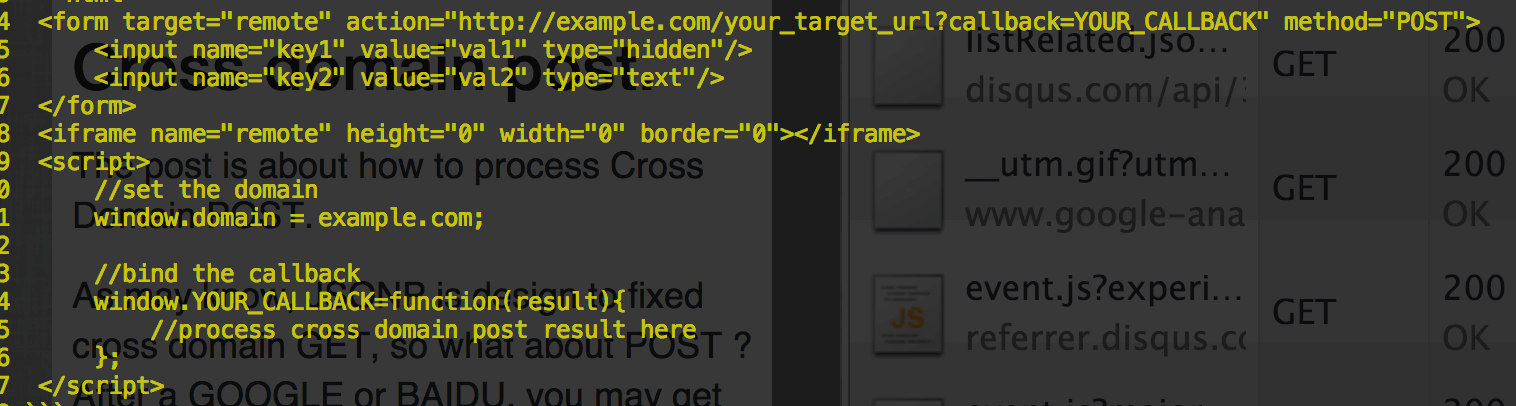 4 <form target="remote" action="http://example.com/your_target_url?callback=YOUR_CALLBACK" method="POST">
5 <input name="key1" value="val1" type="hidden"/>
6 <input name="key2" value="val2" type="text"/>
7 </form>
8 <iframe name="remote" height="0" width="0" border="0"></iframe>
9 <script>
0 //set the domain
1 window.domain = example.com;
2
3 //bind the callback
4 window.YOUR_CALLBACK=function(result){
5 //process cross domain post result here
6 };
7 </script>
Cross domain post.
The post is about how to process Cross
Domain POST.
As may know, JSONP is design to fixed
cross domain GET, so what about POST ?
After a GOOGLE or BAIDU, you may get
listRelated.jso... GET 200
disqus.com/api/ OK
__utm.gif?utm... GET 200
www.google-ana OK
event.js?experi... GET 200
JS
referrer.disqus.co OK
200